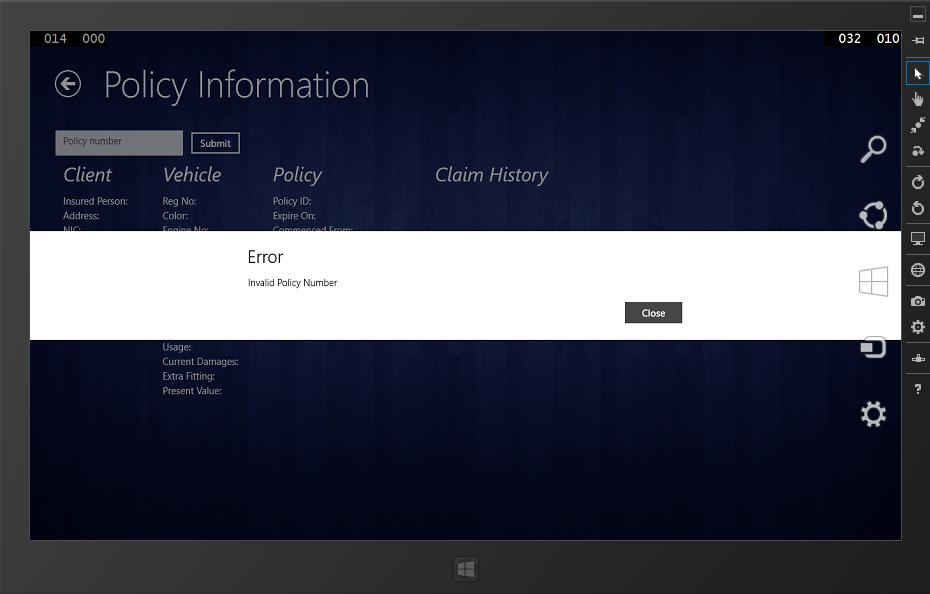 014 000 032 010
Policy Information
Policy number Submit
Client Vehicle Policy Claim History
Insured Person: Reg No: Policy ID:
Address: Color: Expire On:
NIC: Engine No: Commenced From:
Error
Invalid Policy Number
Close
Usage:
Current Damages:
Extra Fitting:
Present Value:
?